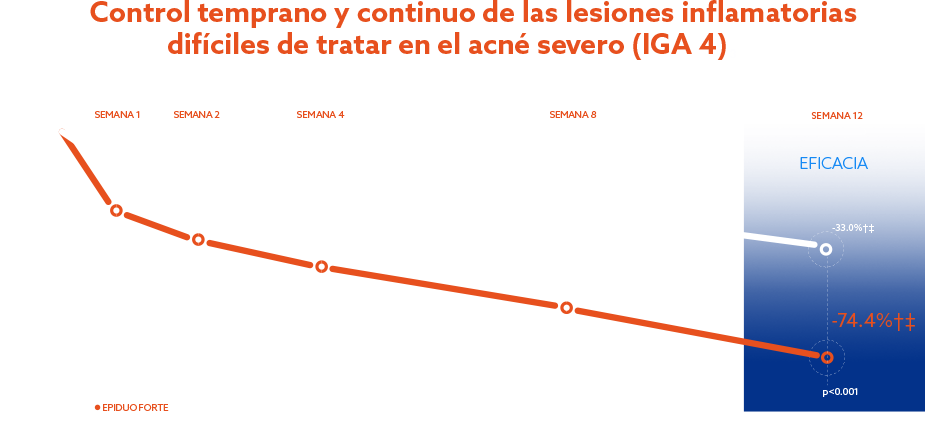 Control temprano y continuo de las lesiones inflamatorias
difíciles de tratar en el acné severo (IGA 4)
SEMANA 1
SEMANA 2
SEMANA 4
SEMANA 8
SEMANA 12
EFICACIA
-33.0%†‡
-74.4%†‡
p<0.001
EPIDUO FORTE